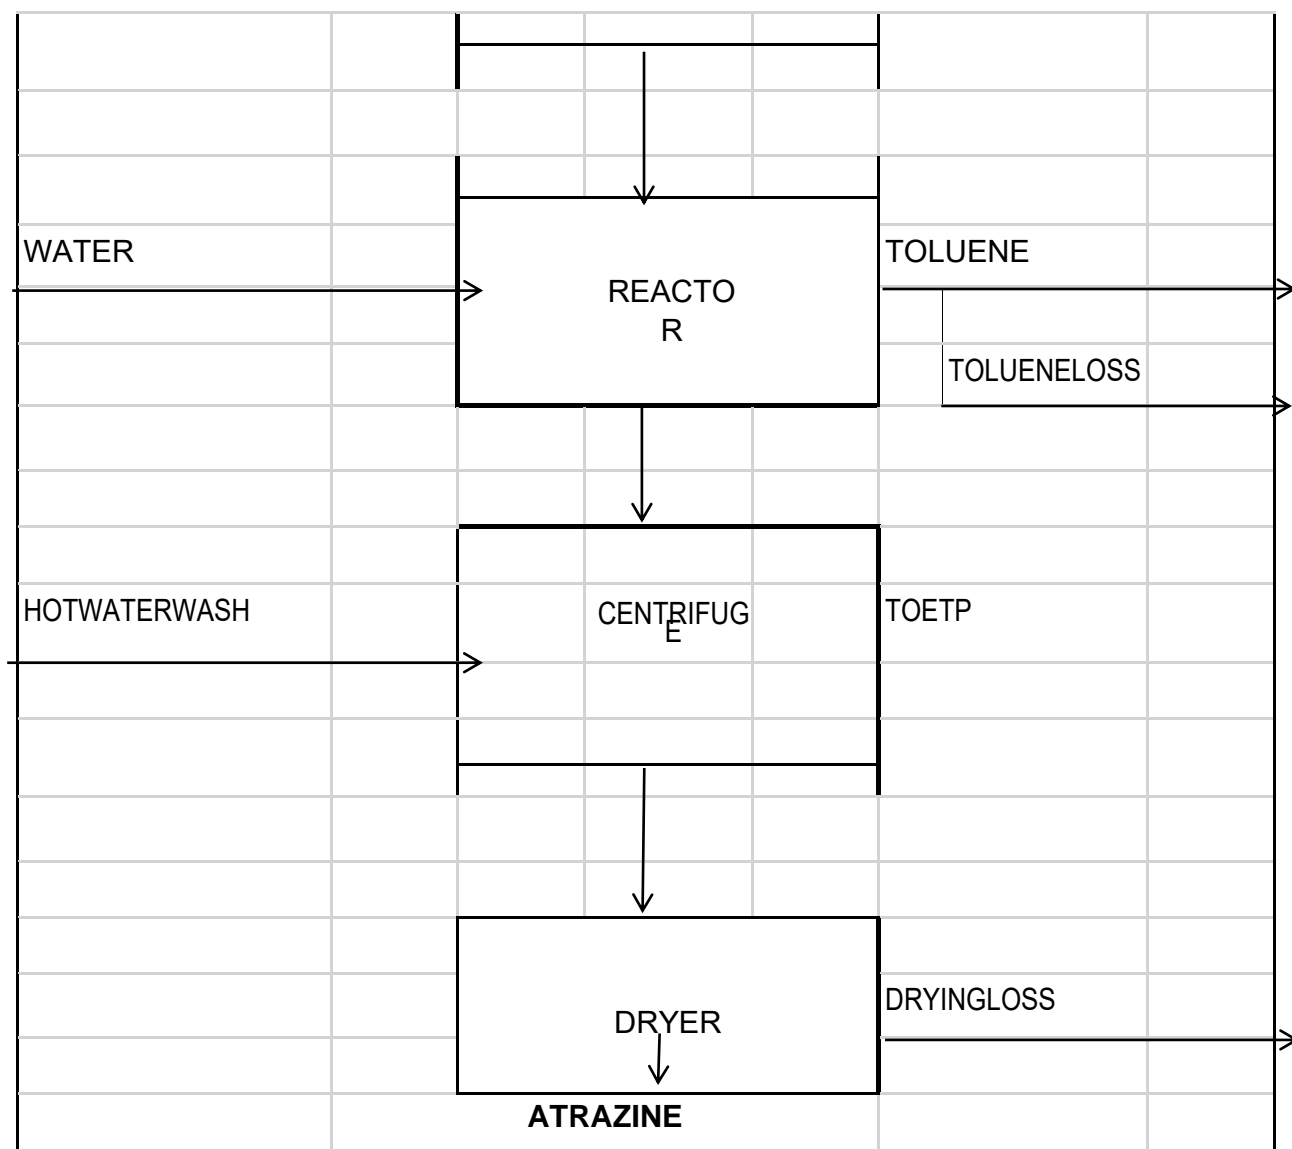 WATER
TOLUENE
REACTO
R
TOLUENELOSS
HOTWATERWASH
CENTRIFUG
E
TOETP
DRYINGLOSS
DRYER
ATRAZINE